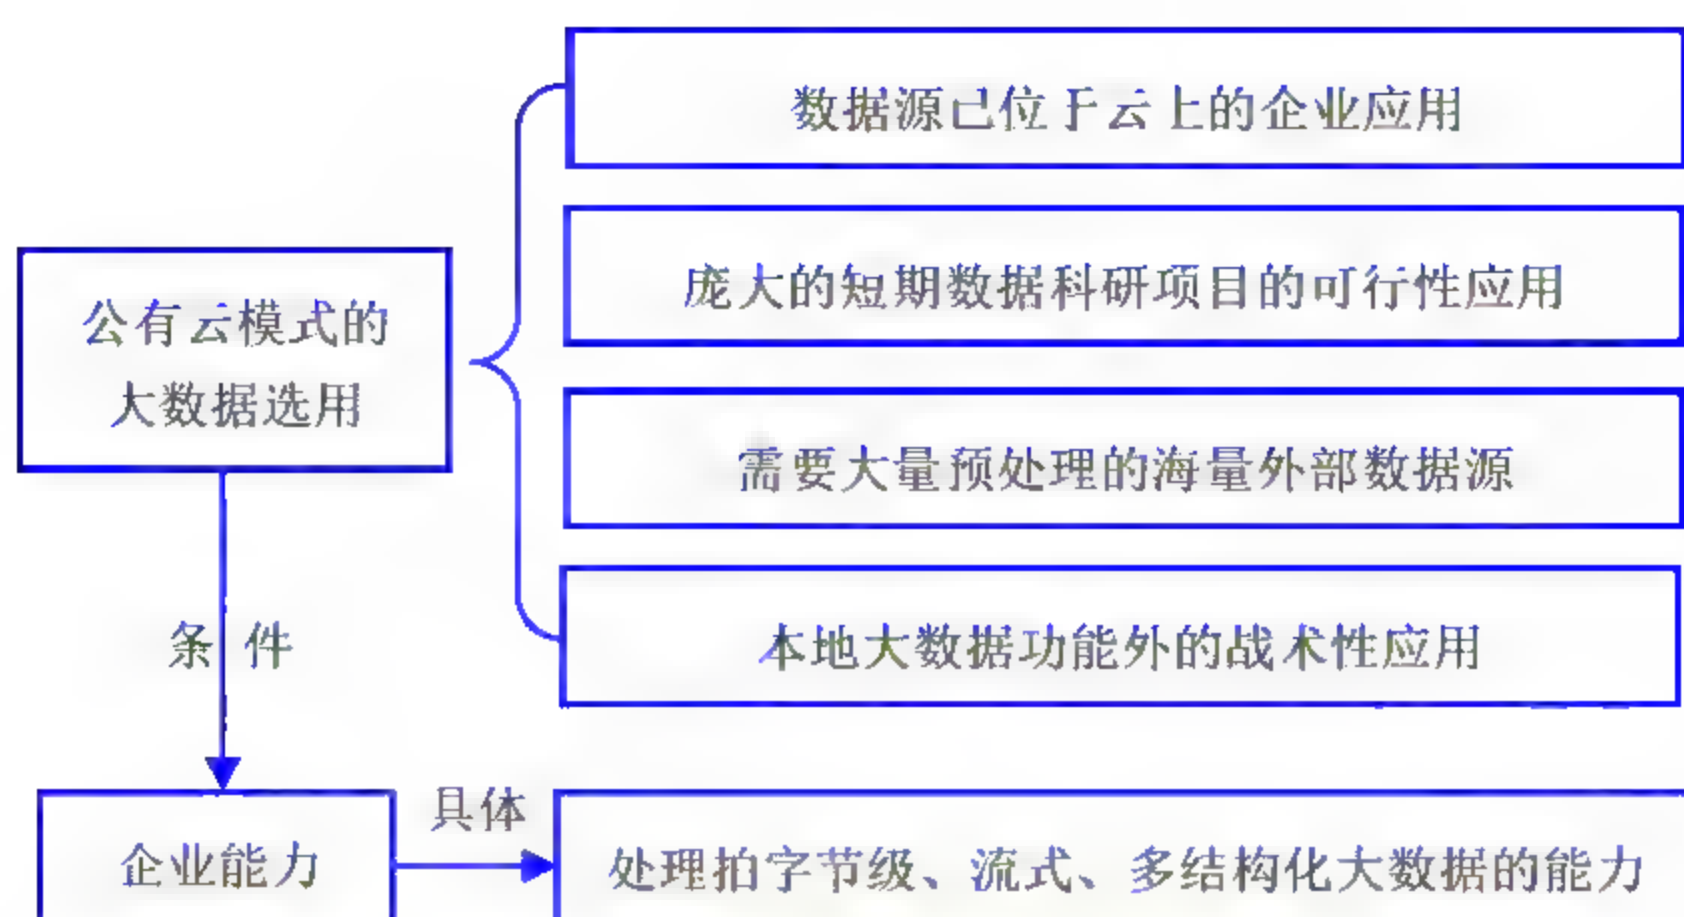 数据源已位于云上的企业应用
庞大的短期数据科研项目的可行性应用
公有云模式的
大数据选用
需要大量预处理的海量外部数据源
条件
本地大数据功能外的战术性应用
具体
企业能力
处理拍字节级、流式、多结构化大数据的能力